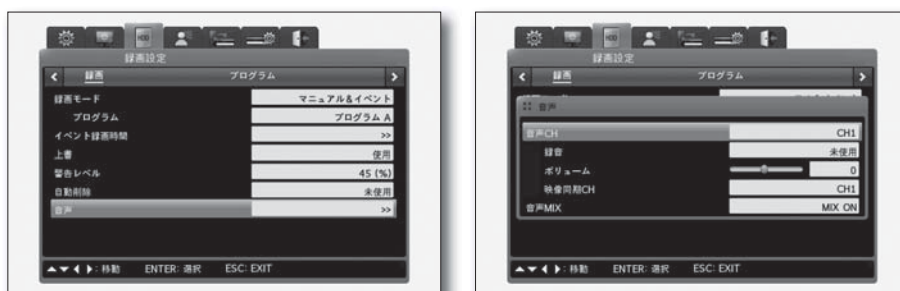 HDD
録画設定
録画 プログラム
録画モード マニュアル&イベント
プログラム プログラム A
イベント録画時間 >>
上書 使用
警告レベル 45 (%)
自動削除 未使用
音声 >>
▲▼◀▶: 移動 ENTER: 選択 ESC: EXIT
HDD
録画設定
録画 プログラム
音声
音声CH CH1
録音 未使用
ボリューム 0
映像同期CH CH1
音声MIX MIX ON
▲▼◀▶: 移動 ENTER: 選択 ESC: EXIT